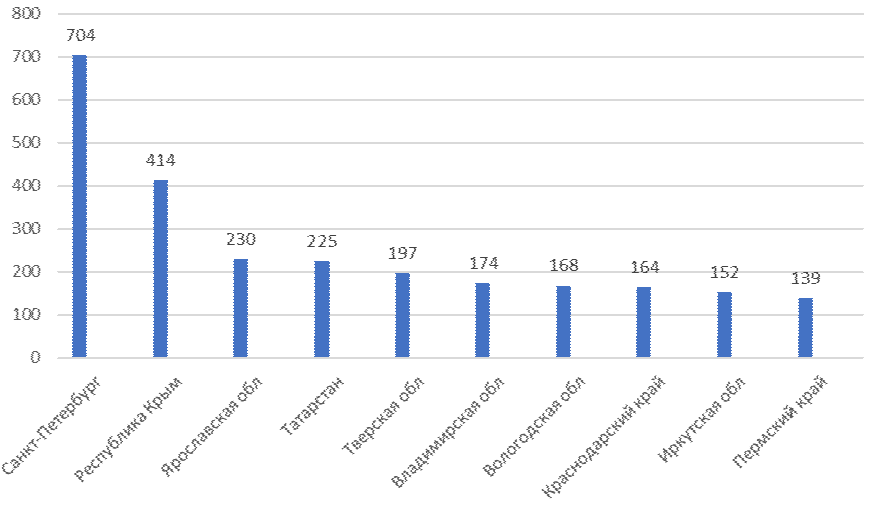 800
700
600
500
400
300
200
100
0
704
414
230
225
197
174
168
164
152
139
Санкт-Петербург
Республика Крым
Ярославская обл
Татарстан
Тверская обл
Владимирская обл
Вологодская обл
Краснодарский край
Иркутская обл
Пермский край